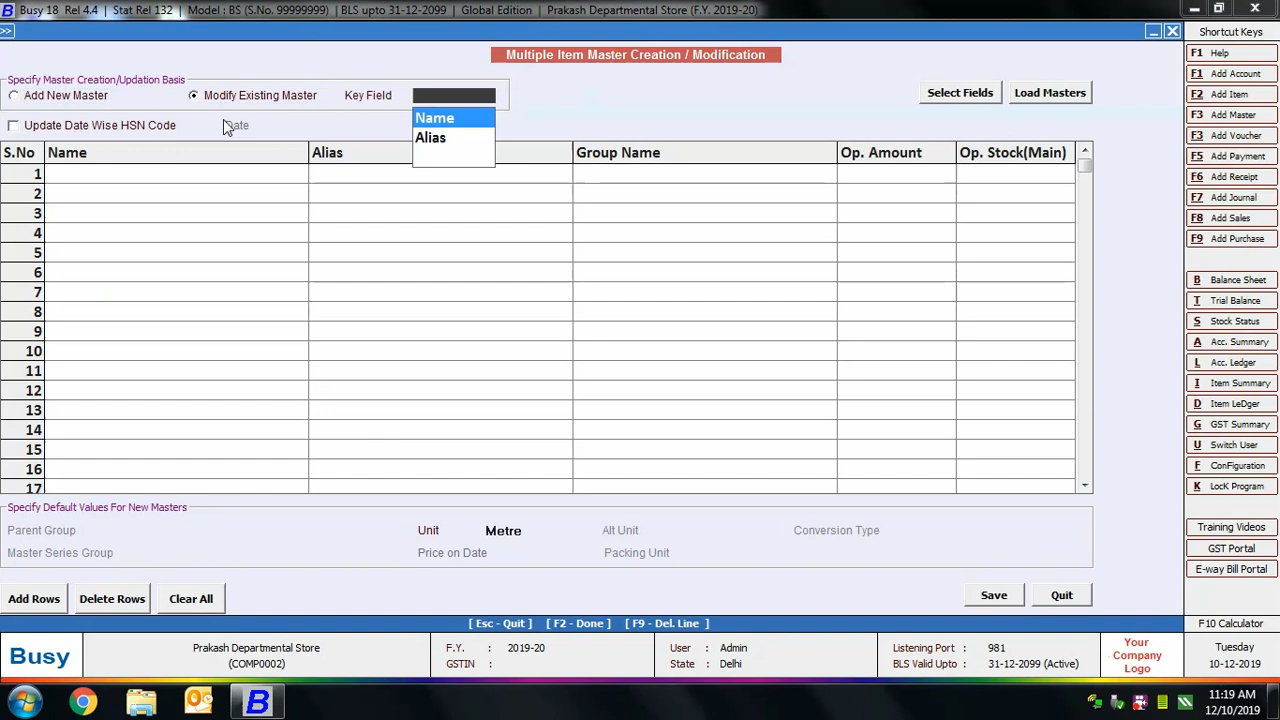 Busy 18 Rel 4.4 | Stat Rel 132 | Model : BS (S.No. 99999999) | BLS upto 31-12-2099 | Global Edition | Prakash Departmental Store (F.Y. 2019-20)
>>
Multiple Item Master Creation / Modification
Specify Master Creation/Updation Basis
Add New Master Modify Existing Master Key Field
Select Fields Load Masters
Name
Alias
Update Date Wise HSN Code Date
S.No Name Alias Group Name Op. Amount Op. Stock(Main)
1
2
3
4
5
6
7
8
9
10
11
12
13
14
15
16
17
Specify Default Values For New Masters
Parent Group Unit Metre Alt Unit Conversion Type
Master Series Group Price on Date Packing Unit
Add Rows Delete Rows Clear All Save Quit
[ Esc - Quit ] [ F2 - Done ] [ F9 - Del. Line ]
Shortcut Keys
F1 Help
F1 Add Account
F2 Add Item
F3 Add Master
F3 Add Voucher
F5 Add Payment
F6 Add Receipt
F7 Add Journal
F8 Add Sales
F9 Add Purchase
B Balance Sheet
T Trial Balance
S Stock Status
A Acc. Summary
L Acc. Ledger
I Item Summary
D Item LeDger
G GST Summary
U Switch User
F ConFiguration
K LocK Program
Training Videos
GST Portal
E-way Bill Portal
F10 Calculator
Busy
Prakash Departmental Store
(COMP0002)
F.Y. 2019-20
GSTIN :
User : Admin
State : Delhi
Listening Port : 981
BLS Valid Upto : 31-12-2099 (Active)
Your
Company
Logo
Tuesday
10-12-2019
11:19 AM
12/10/2019